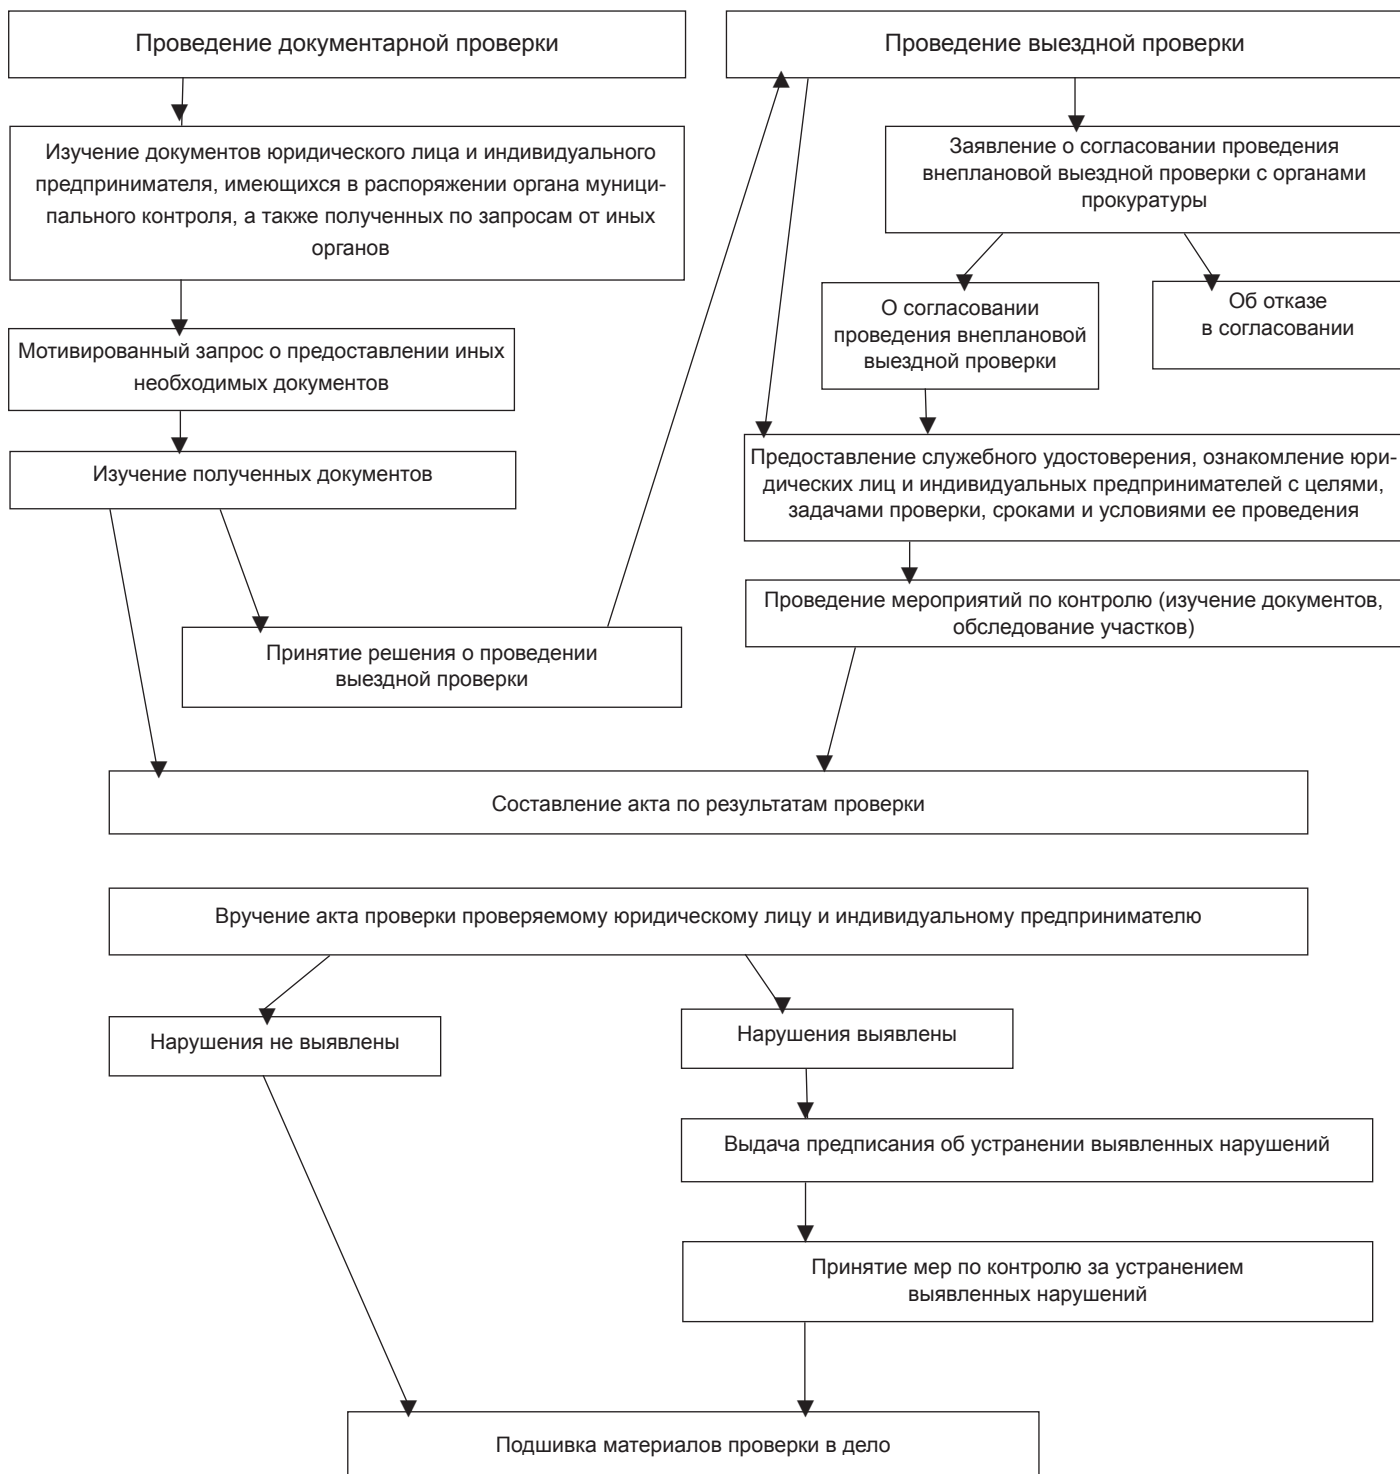 Проведение документарной проверки
Проведение выездной проверки
Изучение документов юридического лица и индивидуального
предпринимателя, имеющихся в распоряжении органа муници-
пального контроля, а также полученных по запросам от иных
органов
Заявление о согласовании проведения
внеплановой выездной проверки с органами
прокуратуры
О согласовании
проведения внеплановой
выездной проверки
Об отказе
в согласовании
Мотивированный запрос о предоставлении иных
необходимых документов
Изучение полученных документов
Предоставление служебного удостоверения, ознакомление юри-
дических лиц и индивидуальных предпринимателей с целями,
задачами проверки, сроками и условиями ее проведения
Проведение мероприятий по контролю (изучение документов,
обследование участков)
Принятие решения о проведении
выездной проверки
Составление акта по результатам проверки
Вручение акта проверки проверяемому юридическому лицу и индивидуальному предпринимателю
Нарушения не выявлены
Нарушения выявлены
Выдача предписания об устранении выявленных нарушений
Принятие мер по контролю за устранением
выявленных нарушений
Подшивка материалов проверки в дело